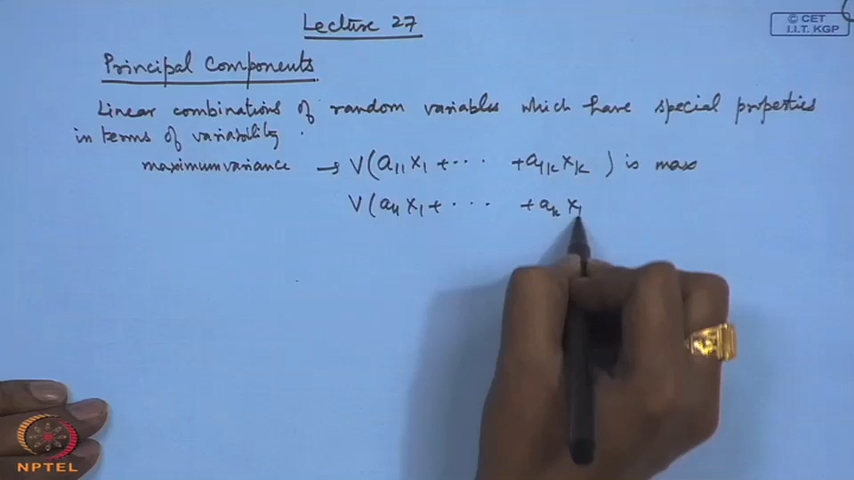 Lecture 27
© CET
I.I.T. KGP
Principal Components
Linear combinations of random variables which have special properties
in terms of variability.
maximum variance → V(a₁₁ x₁ + ··· + a₁ₖ xₖ) is max
V(a₁₁ x₁ + ··· + aₖ x
NPTEL